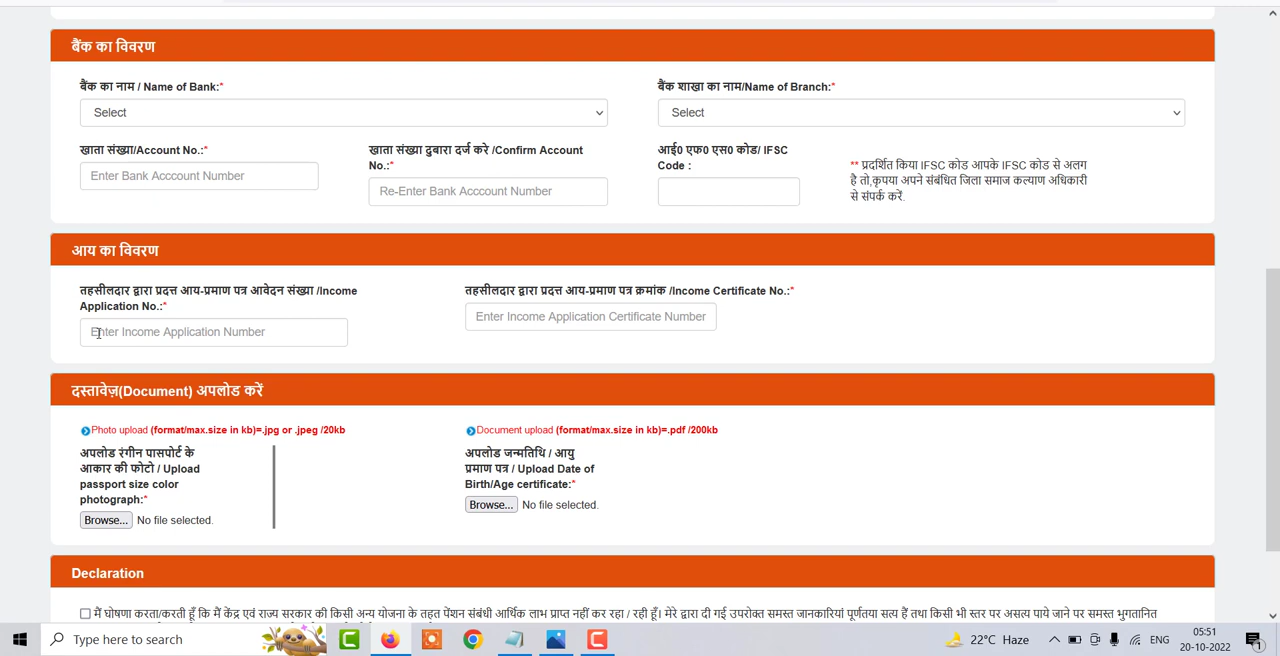 बैंक का विवरण
बैंक का नाम / Name of Bank:*
बैंक शाखा का नाम/Name of Branch:*
Select
Select
खाता संख्या/Account No.:*
खाता संख्या दुबारा दर्ज करे /Confirm Account
No.:*
आई0 एफ0 एस0 कोड/ IFSC
Code :
** प्रदर्शित किया IFSC कोड आपके IFSC कोड से अलग
है तो,कृपया अपने संबंधित जिला समाज कल्याण अधिकारी
से संपर्क करें.
Enter Bank Acccount Number
Re-Enter Bank Acccount Number
आय का विवरण
तहसीलदार द्वारा प्रदत्त आय-प्रमाण पत्र आवेदन संख्या /Income
Application No.:*
तहसीलदार द्वारा प्रदत्त आय-प्रमाण पत्र क्रमांक /Income Certificate No.:*
Enter Income Application Number
Enter Income Application Certificate Number
दस्तावेज़(Document) अपलोड करें
Photo upload (format/max.size in kb)=.jpg or .jpeg /20kb
Document upload (format/max.size in kb)=.pdf /200kb
अपलोड रंगीन पासपोर्ट के
आकार की फोटो / Upload
passport size color
photograph:*
Browse... No file selected.
अपलोड जन्मतिथि / आयु
प्रमाण पत्र / Upload Date of
Birth/Age certificate:*
Browse... No file selected.
Declaration
मैं घोषणा करता/करती हूँ कि मैं केंद्र एवं राज्य सरकार की किसी अन्य योजना के तहत पेंशन संबंधी आर्थिक लाभ प्राप्त नहीं कर रहा / रही हूँ। मेरे द्वारा दी गई उपरोक्त समस्त जानकारियां पूर्णतया सत्य हैं तथा किसी भी स्तर पर असत्य पाये जाने पर समस्त भुगतानित
Type here to search
22°C Haze
ENG
05:51
20-10-2022
1